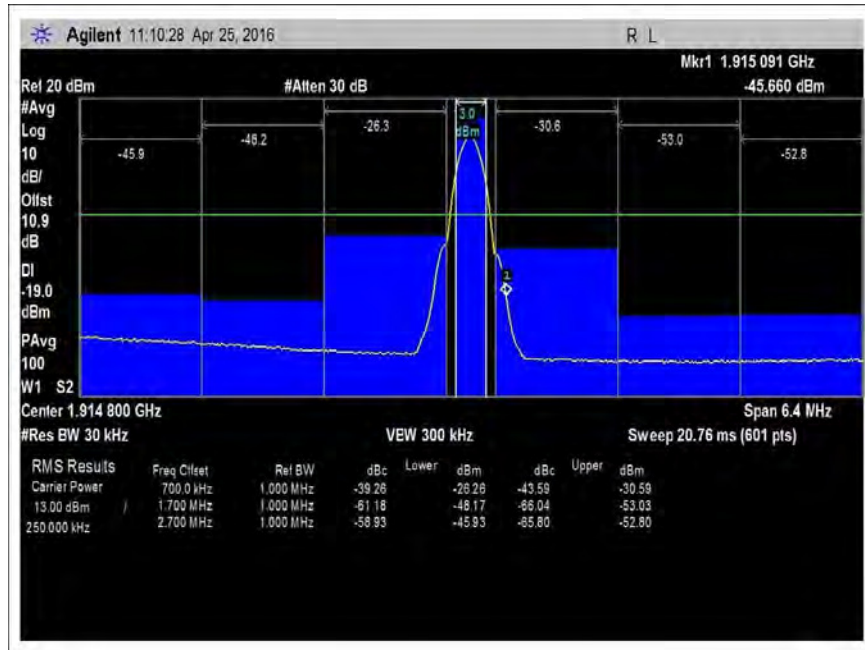 Agilent 11:10:28 Apr 25, 2016 R L
Mkr1 1.915 091 GHz
Ref 20 dBm #Atten 30 dB -45.660 dBm
#Avg
Log
10
dB/
Offst
10.9
dB
DI
-19.0
dBm
PAvg
100
W1 S2
-45.9 -48.2 -26.3 3.0 dBm -30.6 -53.0 -52.8
1
Center 1.914 800 GHz Span 6.4 MHz
#Res BW 30 kHz VBW 300 kHz Sweep 20.76 ms (601 pts)
RMS Results Freq Offset Ref BW dBc Lower dBm dBc Upper dBm
Carrier Power 700.0 kHz 1.000 MHz -39.26 -26.26 -43.59 -30.59
13.00 dBm / 1.700 MHz 1.000 MHz -61.18 -48.17 -66.04 -53.03
250.000 kHz 2.700 MHz 1.000 MHz -58.93 -45.93 -65.80 -52.80